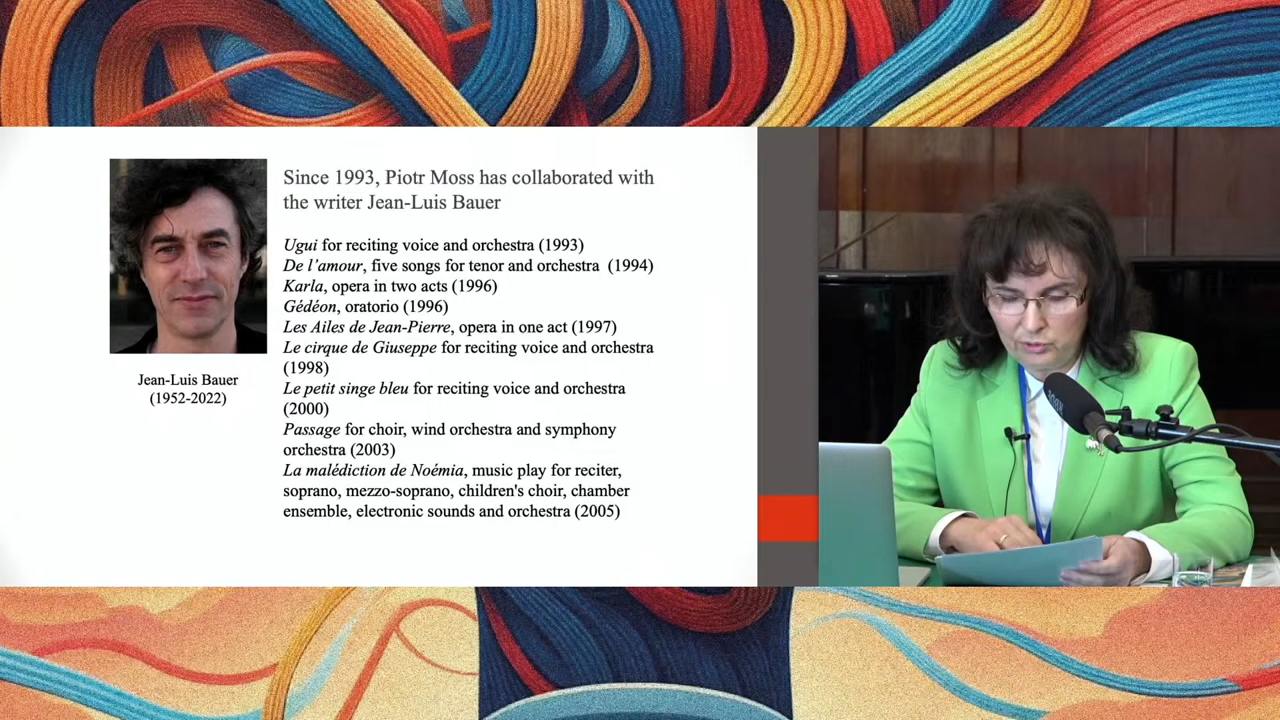 Since 1993, Piotr Moss has collaborated with
the writer Jean-Luis Bauer
Ugui for reciting voice and orchestra (1993)
De l’amour, five songs for tenor and orchestra (1994)
Karla, opera in two acts (1996)
Gédéon, oratorio (1996)
Les Ailes de Jean-Pierre, opera in one act (1997)
Le cirque de Giuseppe for reciting voice and orchestra
(1998)
Le petit singe bleu for reciting voice and orchestra
(2000)
Passage for choir, wind orchestra and symphony
orchestra (2003)
La malédiction de Noémia, music play for reciter,
soprano, mezzo-soprano, children's choir, chamber
ensemble, electronic sounds and orchestra (2005)
Jean-Luis Bauer
(1952-2022)
RØDE